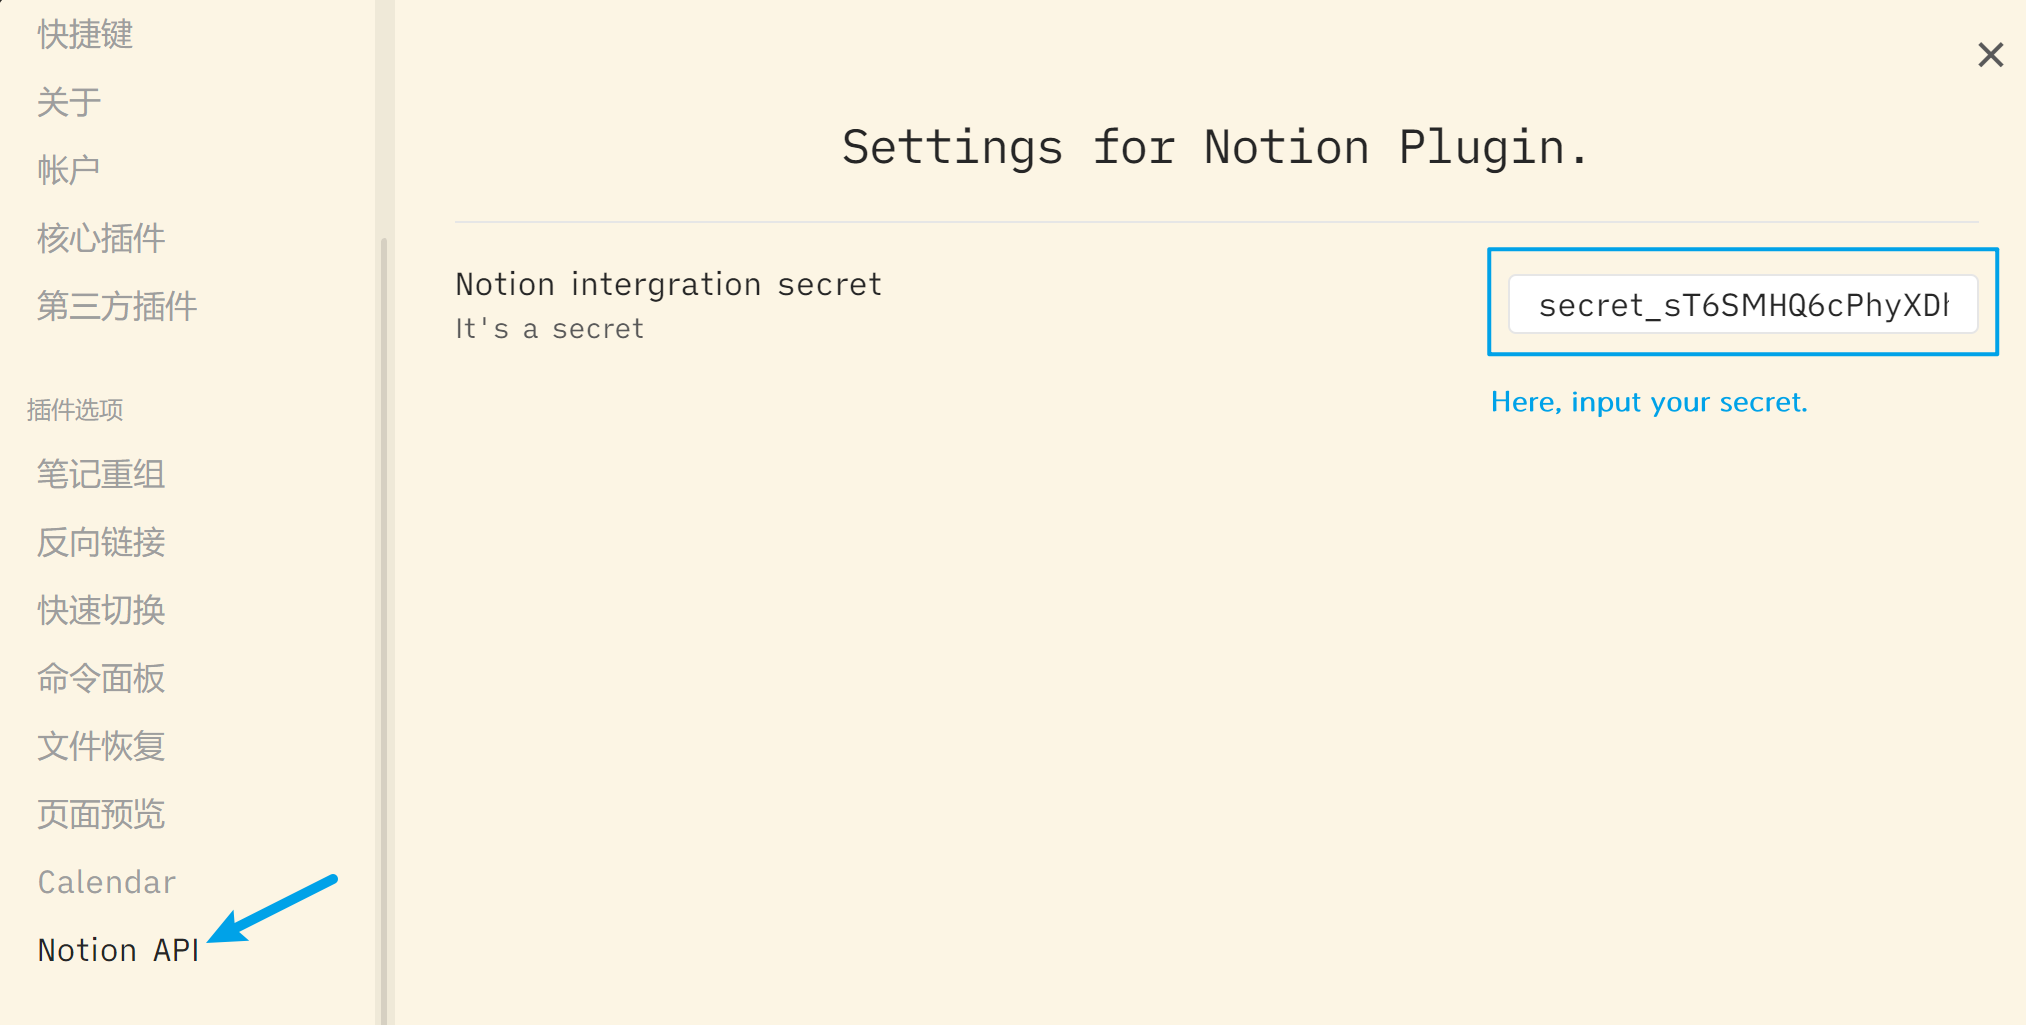 快捷键
关于
帐户
核心插件
第三方插件
插件选项
笔记重组
反向链接
快速切换
命令面板
文件恢复
页面预览
Calendar
Notion API
Settings for Notion Plugin.
Notion intergration secret
It's a secret
secret_sT6SMHQ6cPhyXDh
Here, input your secret.